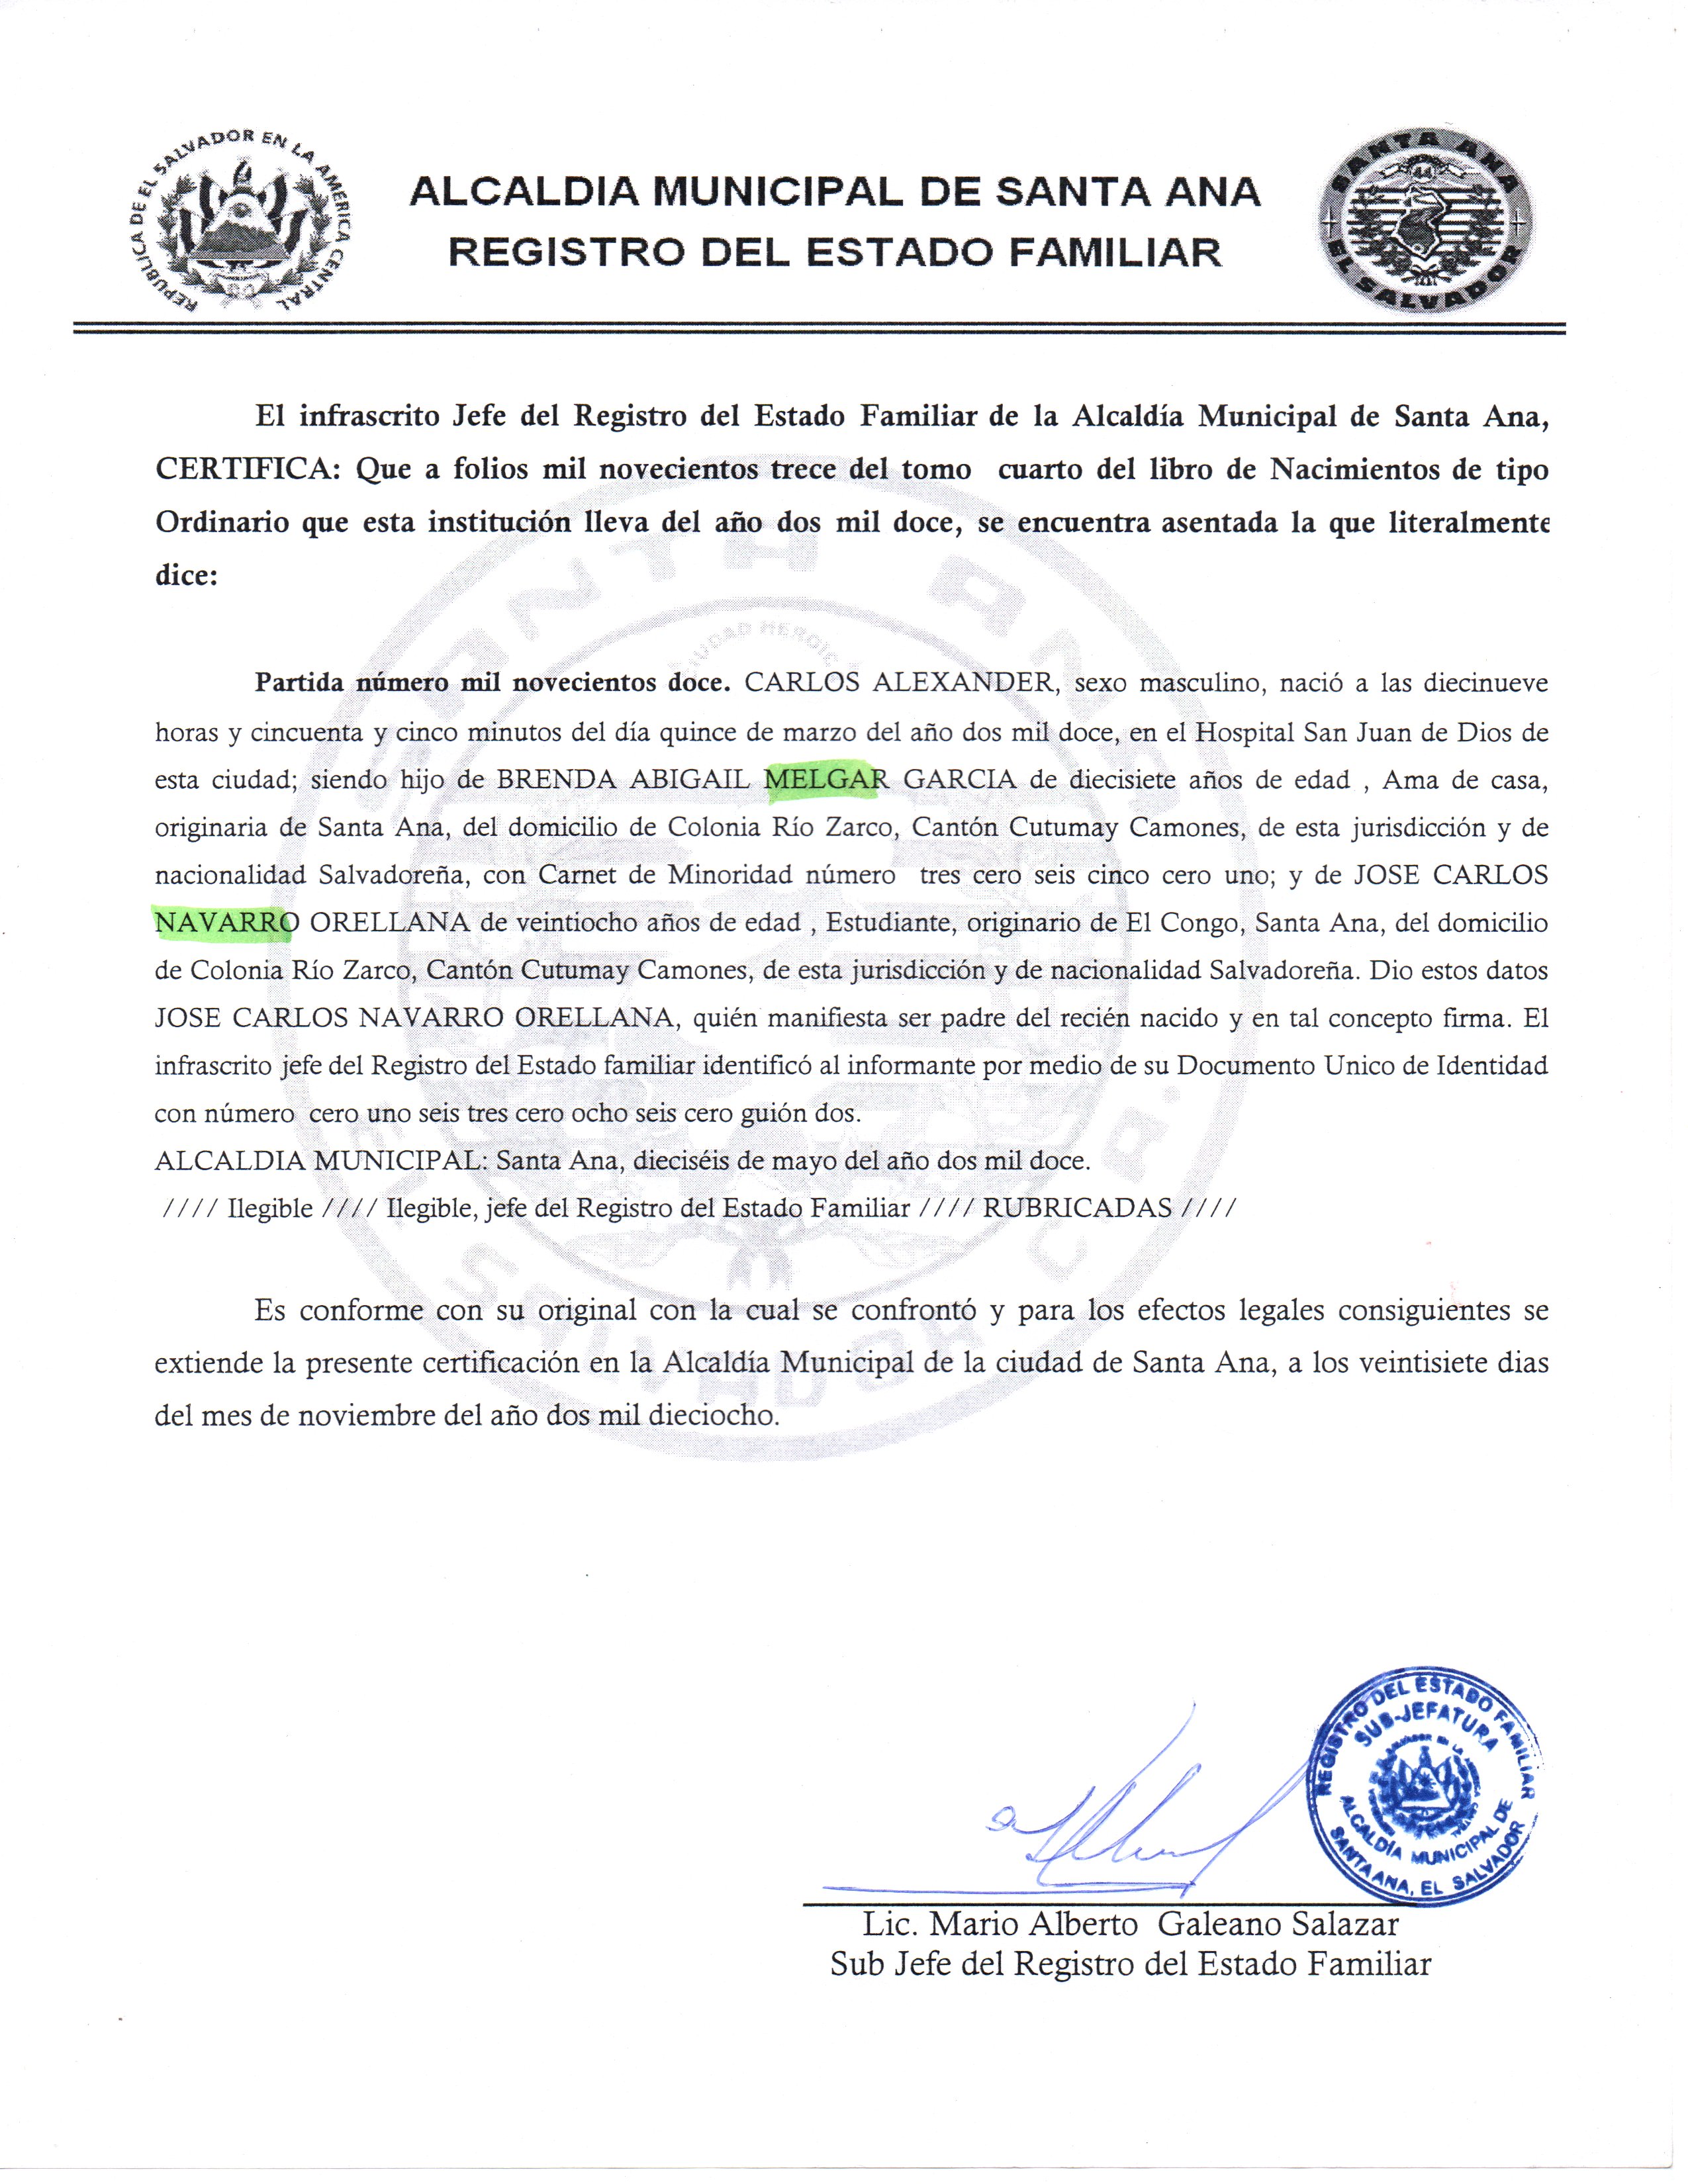 REPUBLICA DE EL SALVADOR EN LA AMERICA CENTRAL
ALCALDIA MUNICIPAL DE SANTA ANA
REGISTRO DEL ESTADO FAMILIAR
SANTA ANA
44
EL SALVADOR
El infrascrito Jefe del Registro del Estado Familiar de la Alcaldía Municipal de Santa Ana,
CERTIFICA: Que a folios mil novecientos trece del tomo cuarto del libro de Nacimientos de tipo
Ordinario que esta institución lleva del año dos mil doce, se encuentra asentada la que literalmente
dice:
SANTA ANA
CIUDAD HEROIC
Partida número mil novecientos doce. CARLOS ALEXANDER, sexo masculino, nació a las diecinueve
horas y cincuenta y cinco minutos del día quince de marzo del año dos mil doce, en el Hospital San Juan de Dios de
esta ciudad; siendo hijo de BRENDA ABIGAIL MELGAR GARCIA de diecisiete años de edad , Ama de casa,
originaria de Santa Ana, del domicilio de Colonia Río Zarco, Cantón Cutumay Camones, de esta jurisdicción y de
nacionalidad Salvadoreña, con Carnet de Minoridad número tres cero seis cinco cero uno; y de JOSE CARLOS
NAVARRO ORELLANA de veintiocho años de edad , Estudiante, originario de El Congo, Santa Ana, del domicilio
de Colonia Río Zarco, Cantón Cutumay Camones, de esta jurisdicción y de nacionalidad Salvadoreña. Dio estos datos
JOSE CARLOS NAVARRO ORELLANA, quién manifiesta ser padre del recién nacido y en tal concepto firma. El
infrascrito jefe del Registro del Estado familiar identificó al informante por medio de su Documento Unico de Identidad
con número cero uno seis tres cero ocho seis cero guión dos.
ALCALDIA MUNICIPAL: Santa Ana, dieciséis de mayo del año dos mil doce.
//// Ilegible //// Ilegible, jefe del Registro del Estado Familiar //// RUBRICADAS ////
EL SALVADOR C.A.
Es conforme con su original con la cual se confrontó y para los efectos legales consiguientes se
extiende la presente certificación en la Alcaldía Municipal de la ciudad de Santa Ana, a los veintisiete dias
del mes de noviembre del año dos mil dieciocho.
REGISTRO DEL ESTADO FAMILIAR
SUB-JEFATURA
ALCALDÍA MUNICIPAL DE
SANTA ANA, EL SALVADOR
Lic. Mario Alberto Galeano Salazar
Sub Jefe del Registro del Estado Familiar